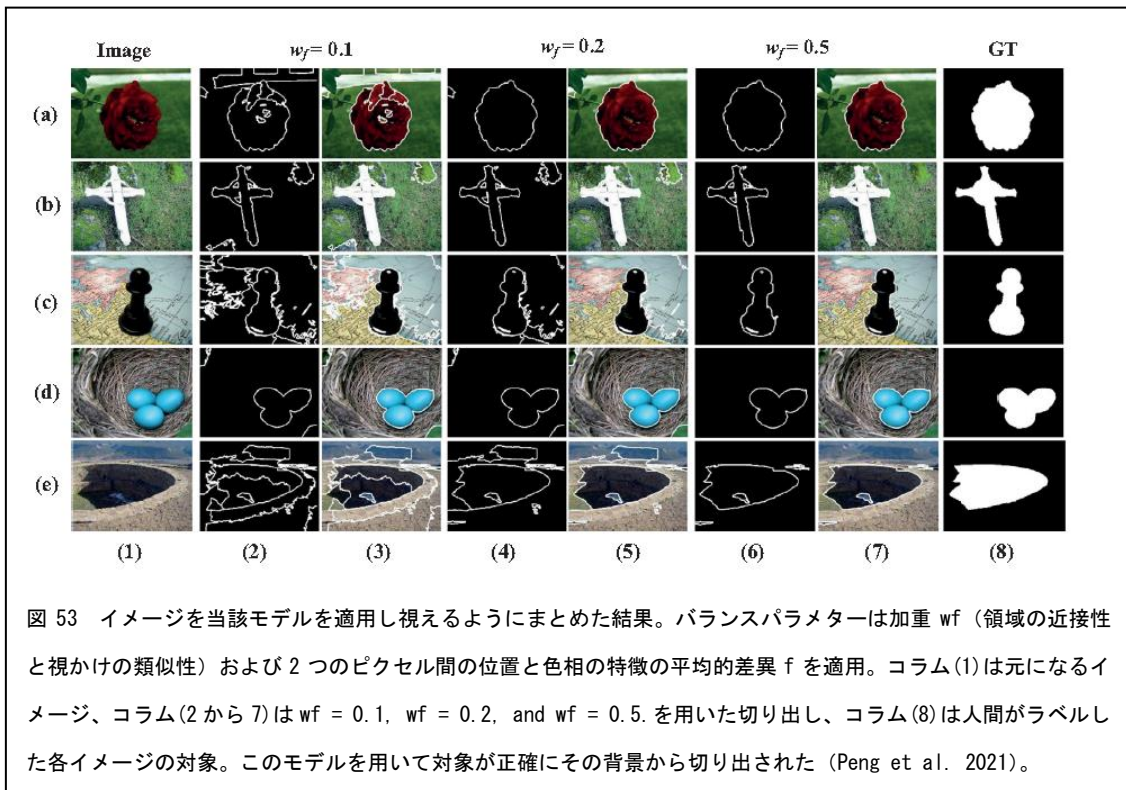 Image w_f = 0.1 w_f = 0.2 w_f = 0.5 GT
(a)
(b)
(c)
(d)
(e)
(1) (2) (3) (4) (5) (6) (7) (8)
図 53 イメージを当該モデルを適用し視えるようにまとめた結果。バランスパラメターは加重 wf（領域の近接性
と視かけの類似性）および 2 つのピクセル間の位置と色相の特徴の平均的差異 f を適用。コラム(1)は元になるイ
メージ、コラム(2 から 7)は wf = 0.1, wf = 0.2, and wf = 0.5.を用いた切り出し、コラム(8)は人間がラベルし
た各イメージの対象。このモデルを用いて対象が正確にその背景から切り出された (Peng et al. 2021)。